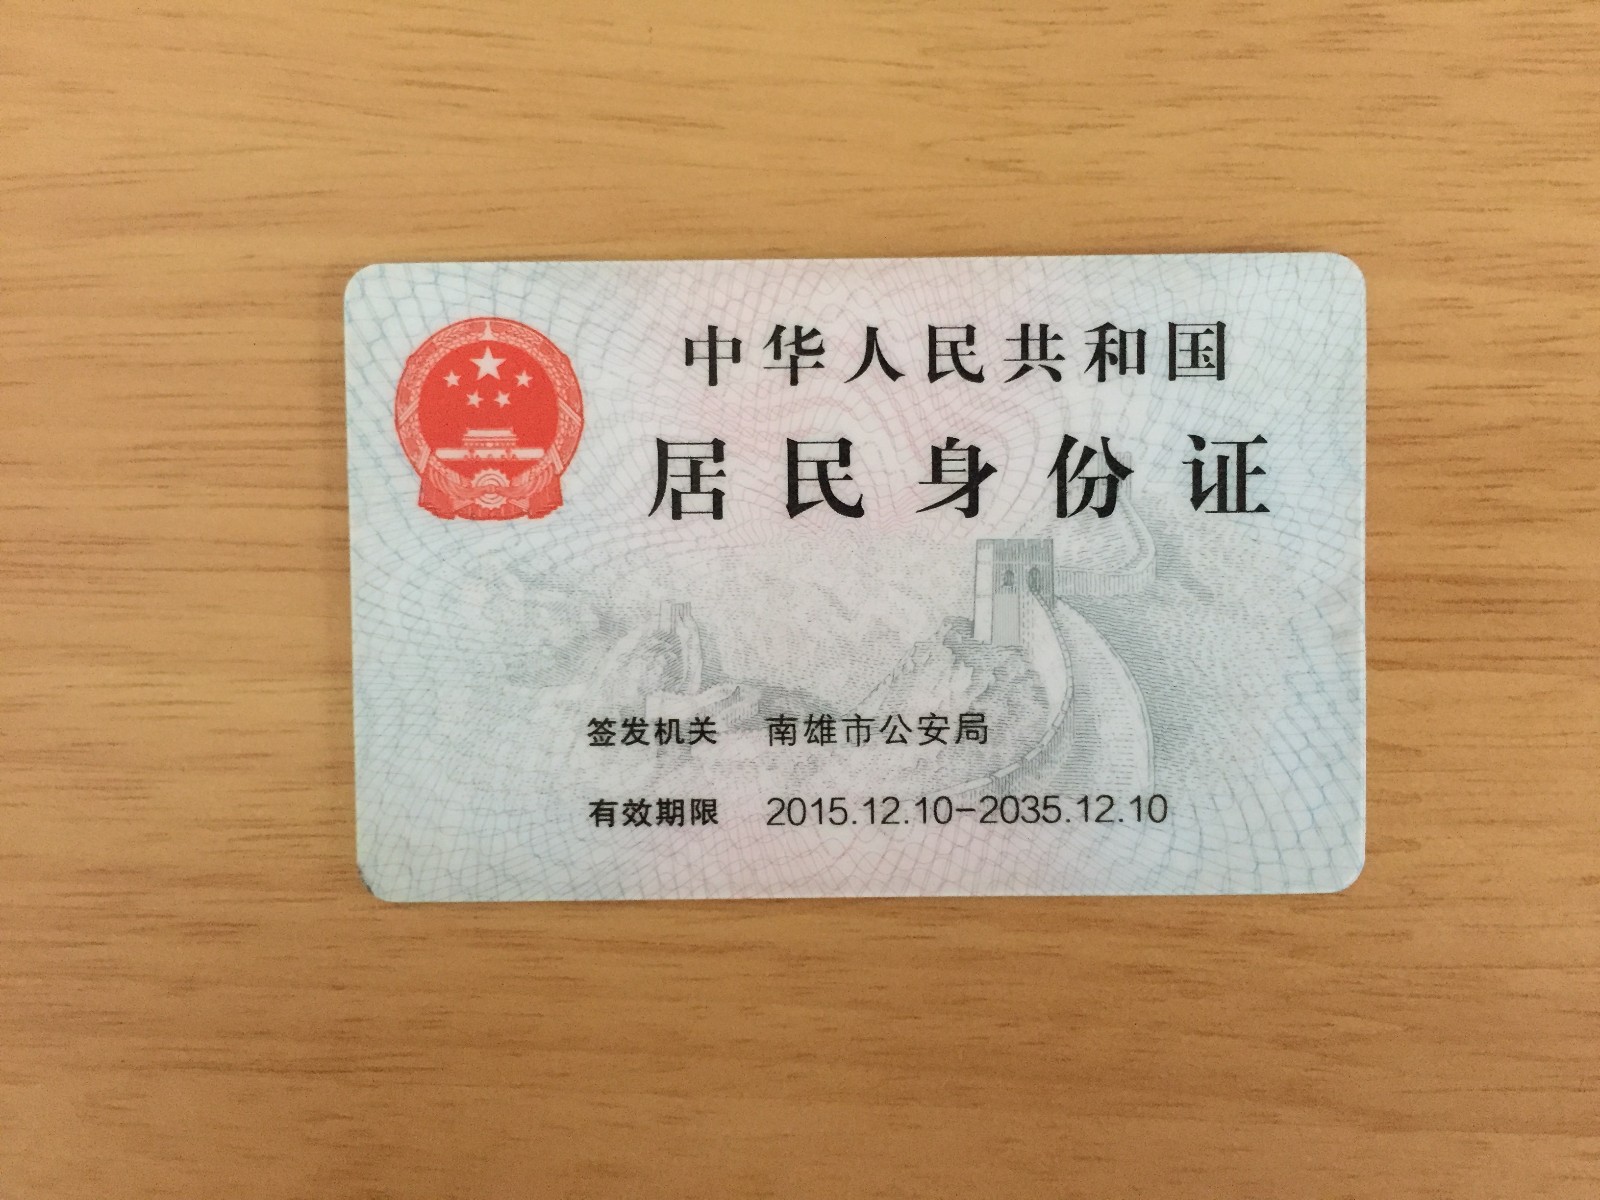 中华人民共和国
居民身份证
签发机关 南雄市公安局
有效期限 2015.12.10-2035.12.10